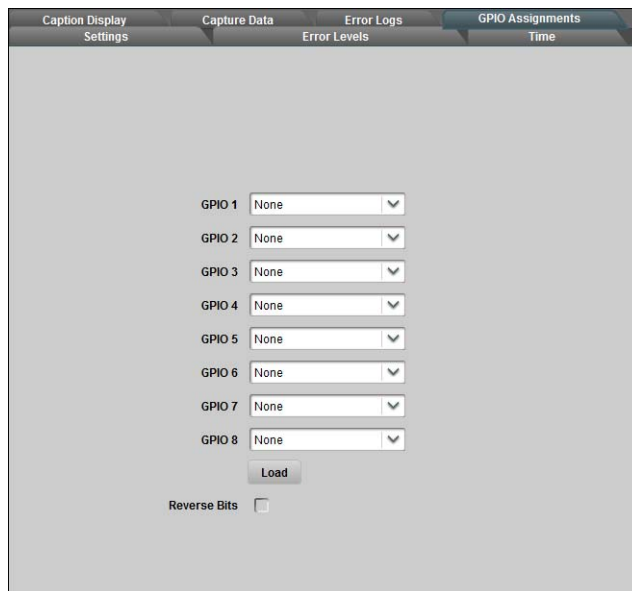 Caption Display Capture Data Error Logs GPIO Assignments
Settings Error Levels Time
GPIO 1 None
GPIO 2 None
GPIO 3 None
GPIO 4 None
GPIO 5 None
GPIO 6 None
GPIO 7 None
GPIO 8 None
Load
Reverse Bits